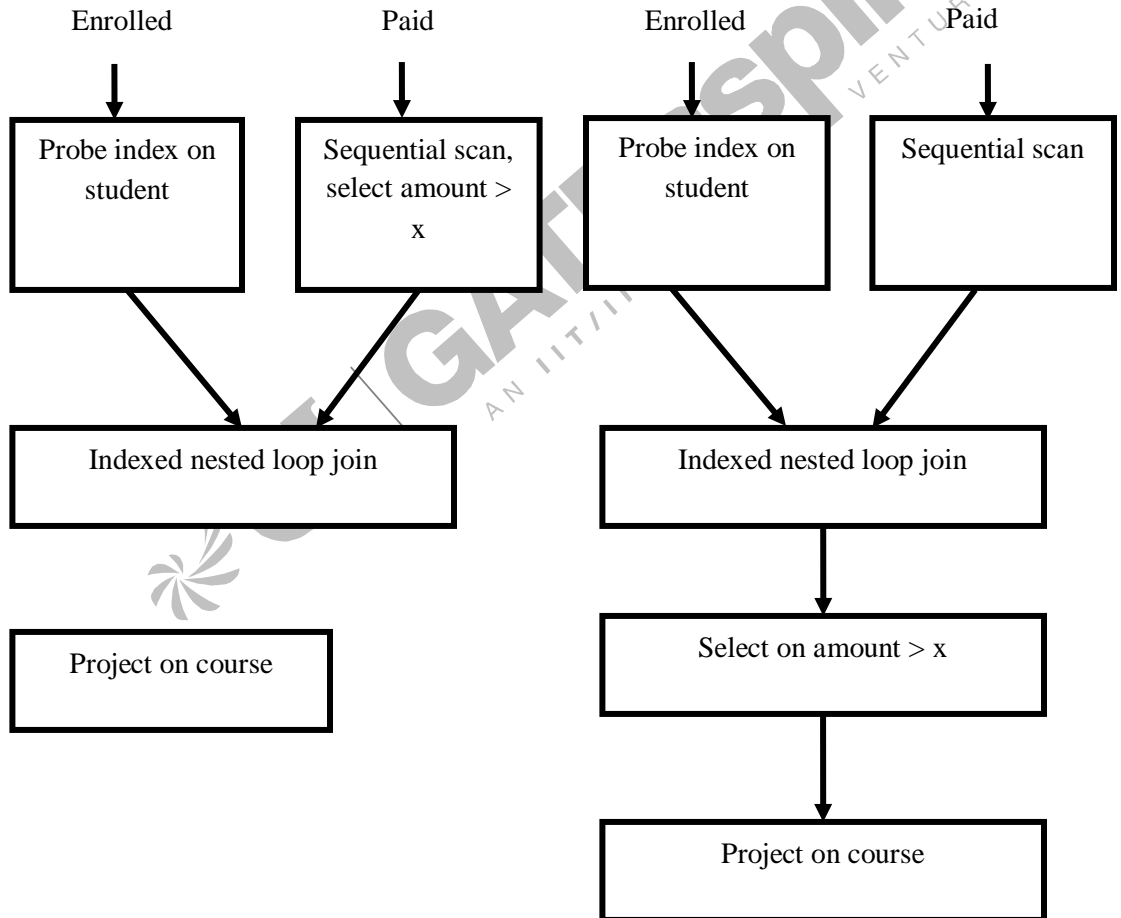 Enrolled
Paid
Probe index on
student
Sequential scan,
select amount >
x
Indexed nested loop join
Project on course
Enrolled
Paid
Probe index on
student
Sequential scan
Indexed nested loop join
Select on amount > x
Project on course